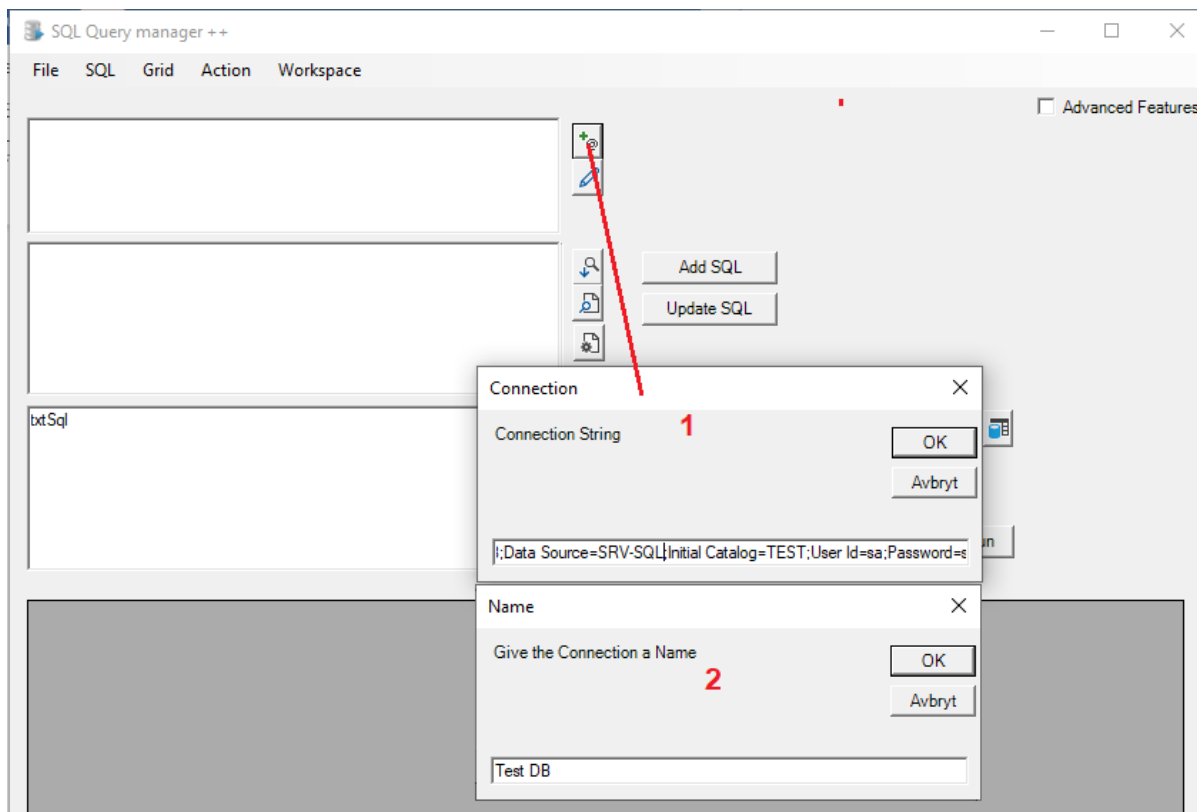 SQL Query manager ++
File SQL Grid Action Workspace
Advanced Features
Add SQL
Update SQL
txtSql
Connection
Connection String
1
OK
Avbryt
;Data Source=SRV-SQL;Initial Catalog=TEST;User Id=sa;Password=s
Name
Give the Connection a Name
2
OK
Avbryt
Test DB